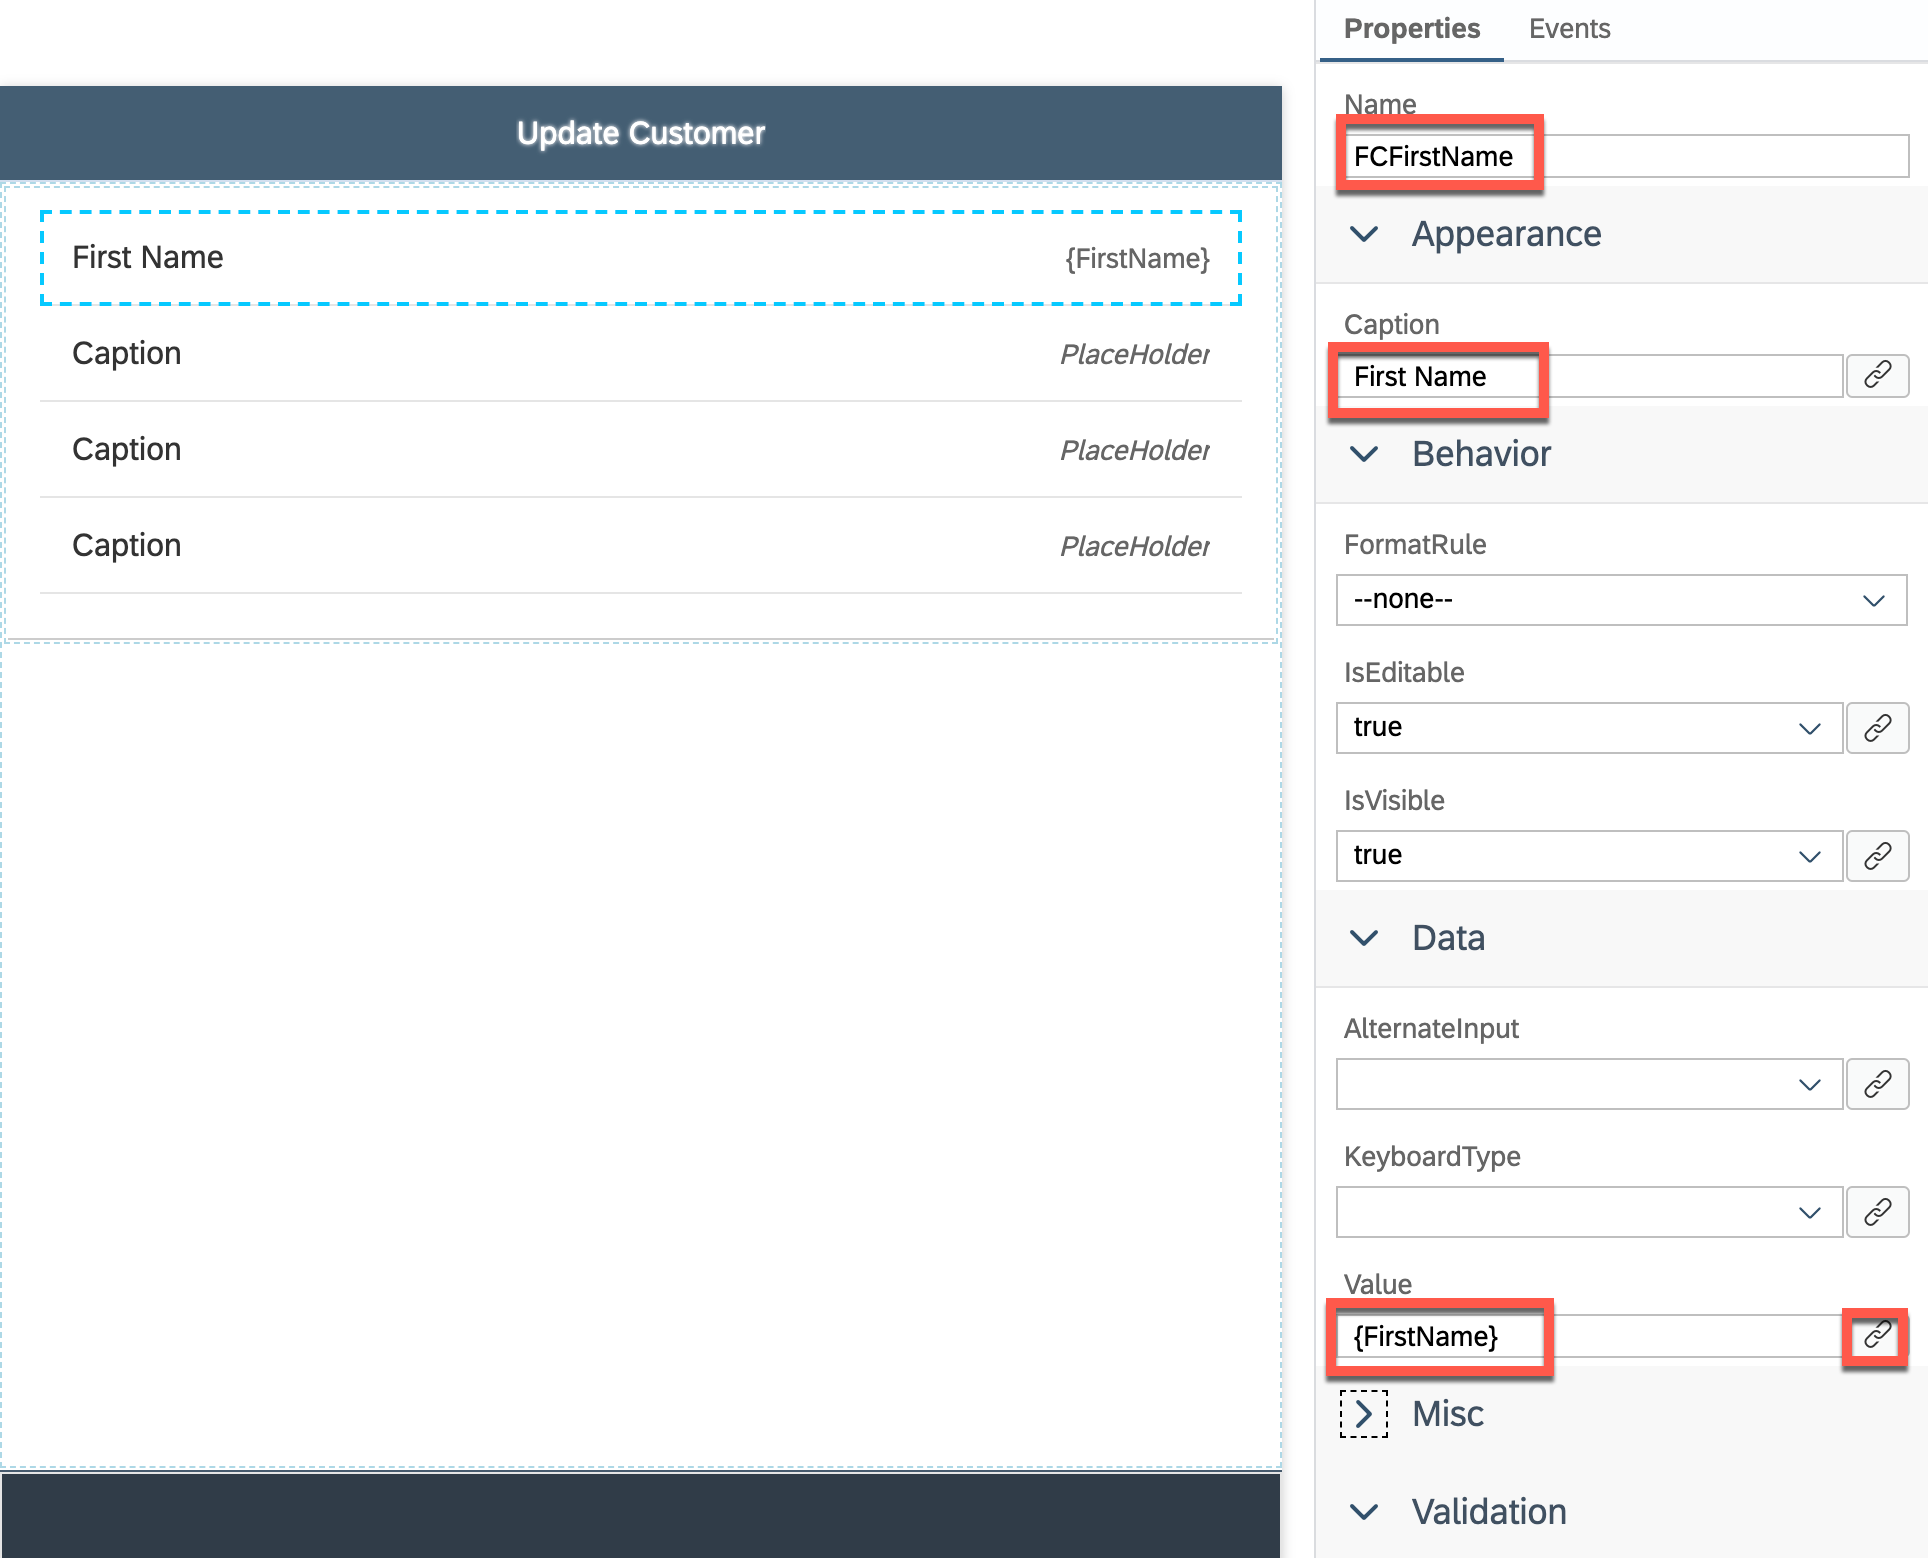 Update Customer
First Name {FirstName}
Caption PlaceHolder
Caption PlaceHolder
Caption PlaceHolder
Properties Events
Name
FCFirstName
Appearance
Caption
First Name
Behavior
FormatRule
--none--
IsEditable
true
IsVisible
true
Data
AlternateInput
KeyboardType
Value
{FirstName}
Misc
Validation